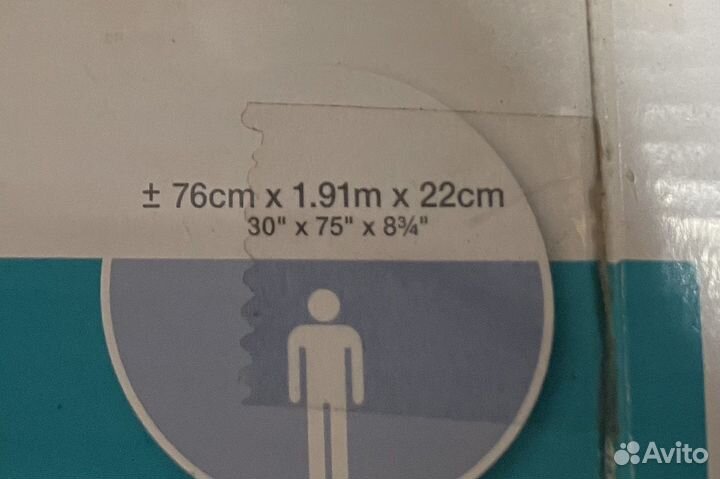 ± 76cm x 1.91m x 22cm
30" x 75" x 8¾"
Avito